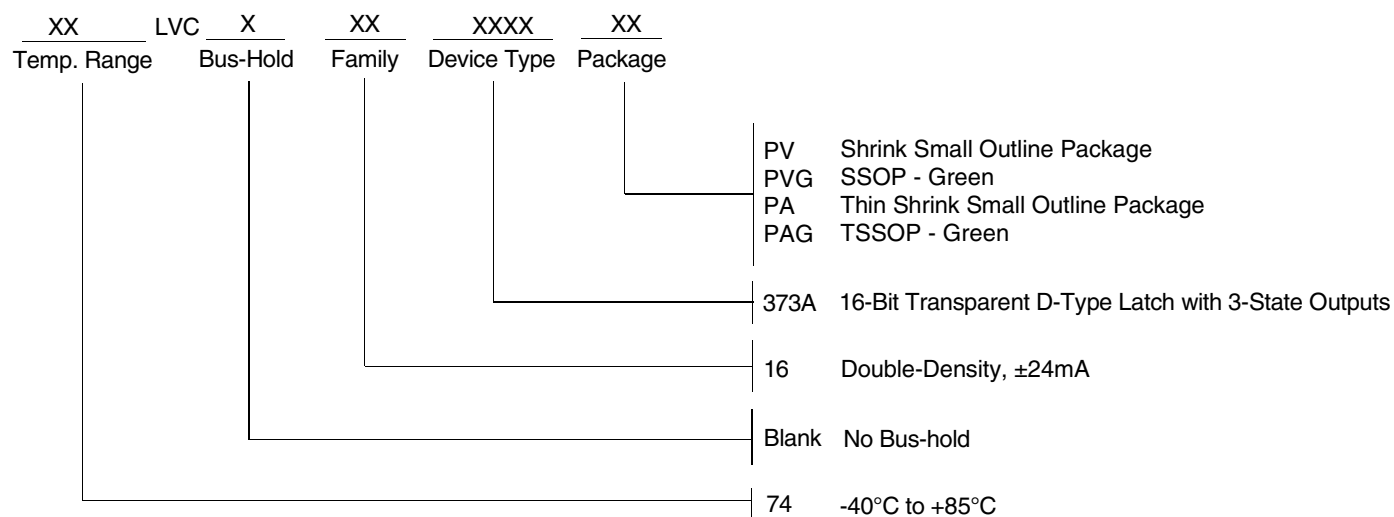 XX LVC X XX XXXX XX
Temp. Range Bus-Hold Family Device Type Package
PV Shrink Small Outline Package
PVG SSOP - Green
PA Thin Shrink Small Outline Package
PAG TSSOP - Green
373A 16-Bit Transparent D-Type Latch with 3-State Outputs
16 Double-Density, ±24mA
Blank No Bus-hold
74 -40°C to +85°C